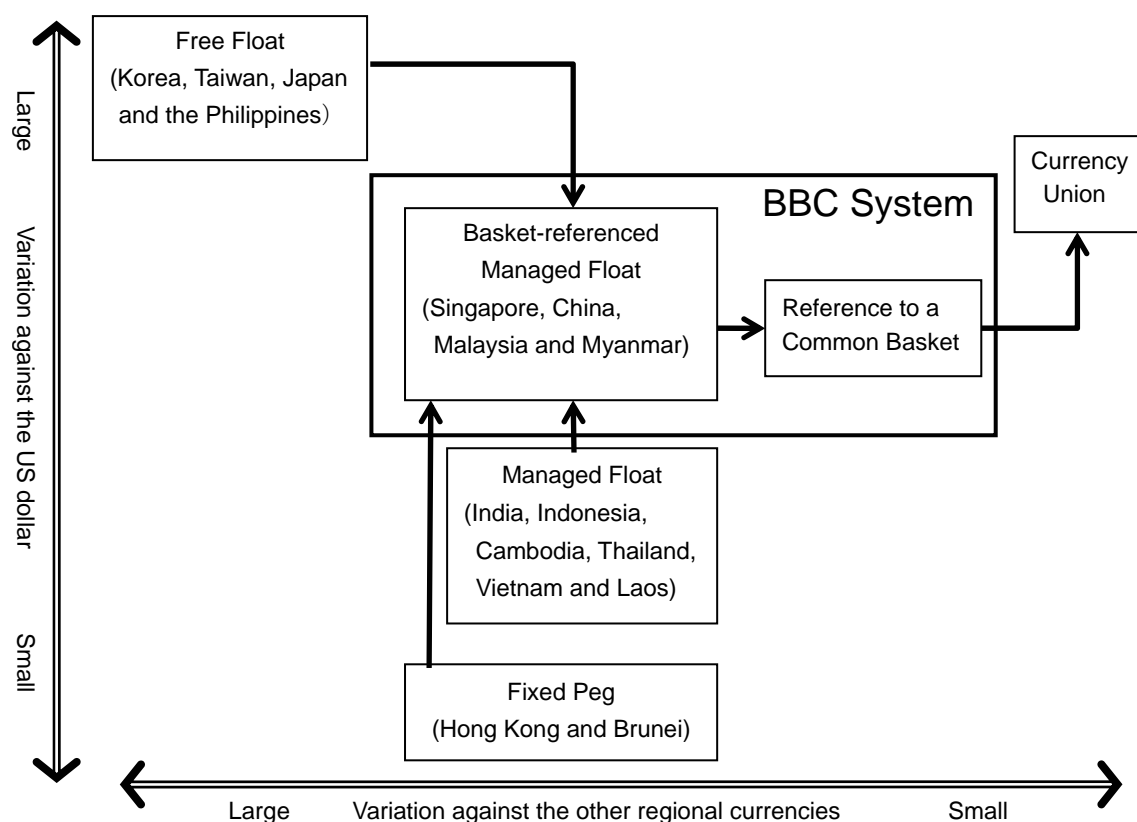 Free Float
(Korea, Taiwan, Japan
and the Philippines）
Large
Variation against the US dollar
Small
BBC System
Currency
Union
Basket-referenced
Managed Float
(Singapore, China,
Malaysia and Myanmar)
Reference to a
Common Basket
Managed Float
(India, Indonesia,
Cambodia, Thailand,
Vietnam and Laos)
Fixed Peg
(Hong Kong and Brunei)
Large Variation against the other regional currencies Small